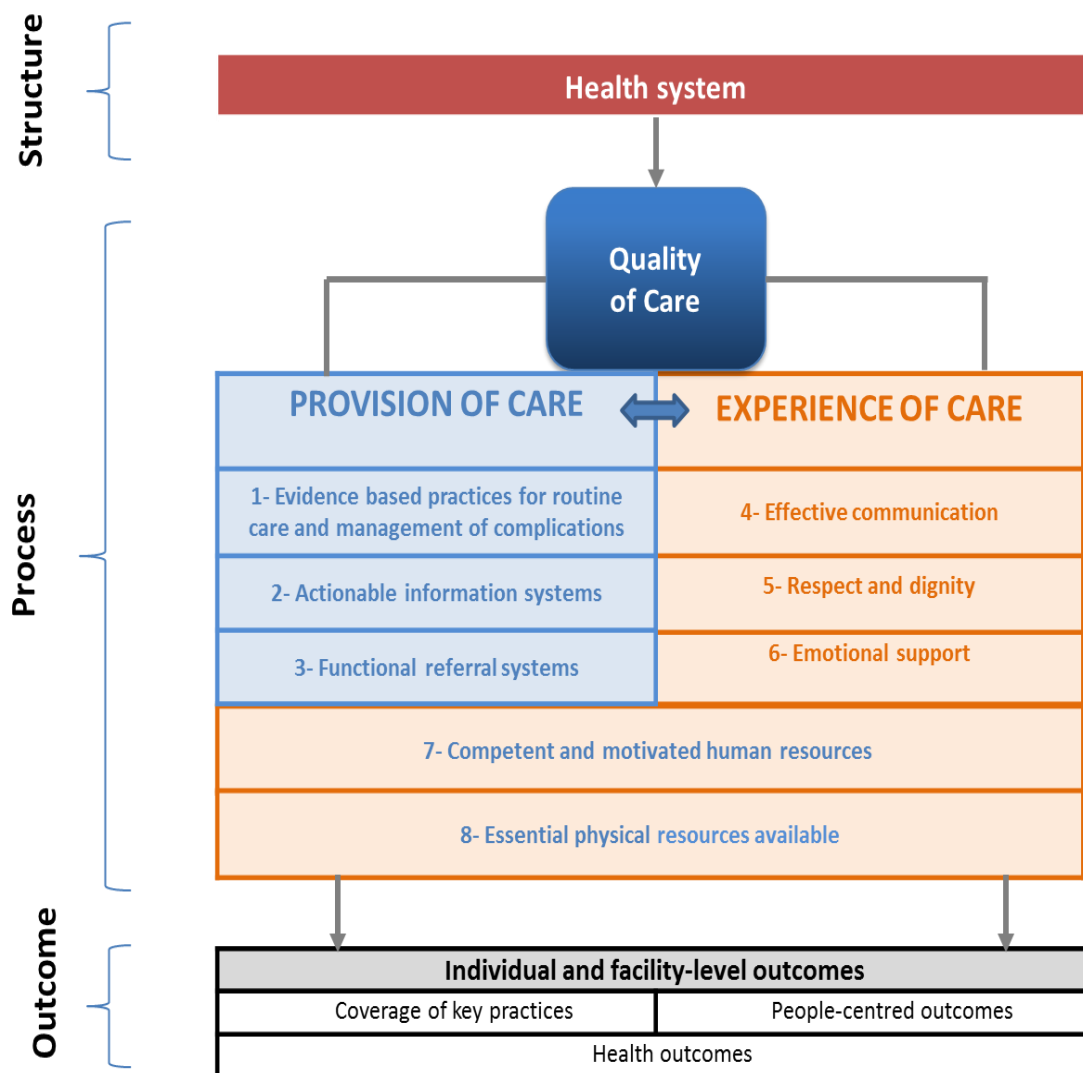 Structure
Health system
Process
Quality
of Care
PROVISION OF CARE
EXPERIENCE OF CARE
1- Evidence based practices for routine
care and management of complications
4- Effective communication
2- Actionable information systems
5- Respect and dignity
3- Functional referral systems
6- Emotional support
7- Competent and motivated human resources
8- Essential physical resources available
Outcome
Individual and facility-level outcomes
Coverage of key practices
People-centred outcomes
Health outcomes